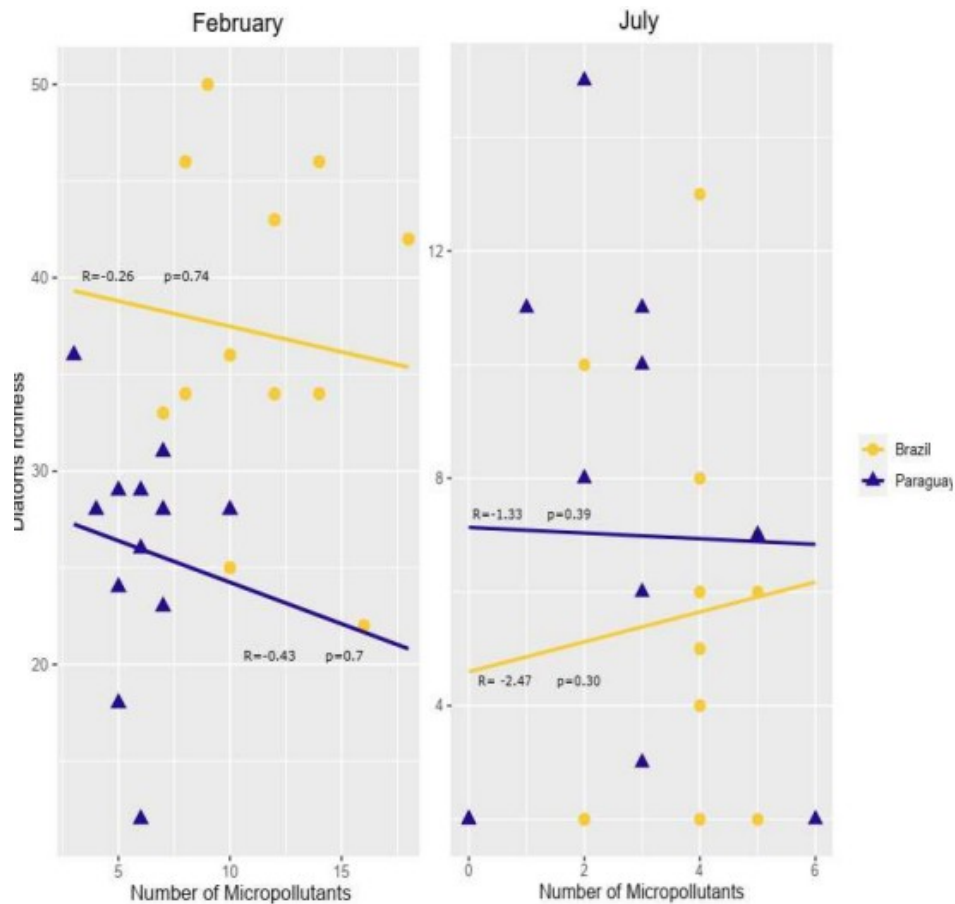 February
July
50
40
30
20
R=-0.26 p=0.74
R=-0.43 p=0.7
5 10 15
Number of Micropollutants
Diatoms richness
12
8
4
R=-1.33 p=0.39
R= -2.47 p=0.30
0 2 4 6
Number of Micropollutants
Brazil
Paraguay